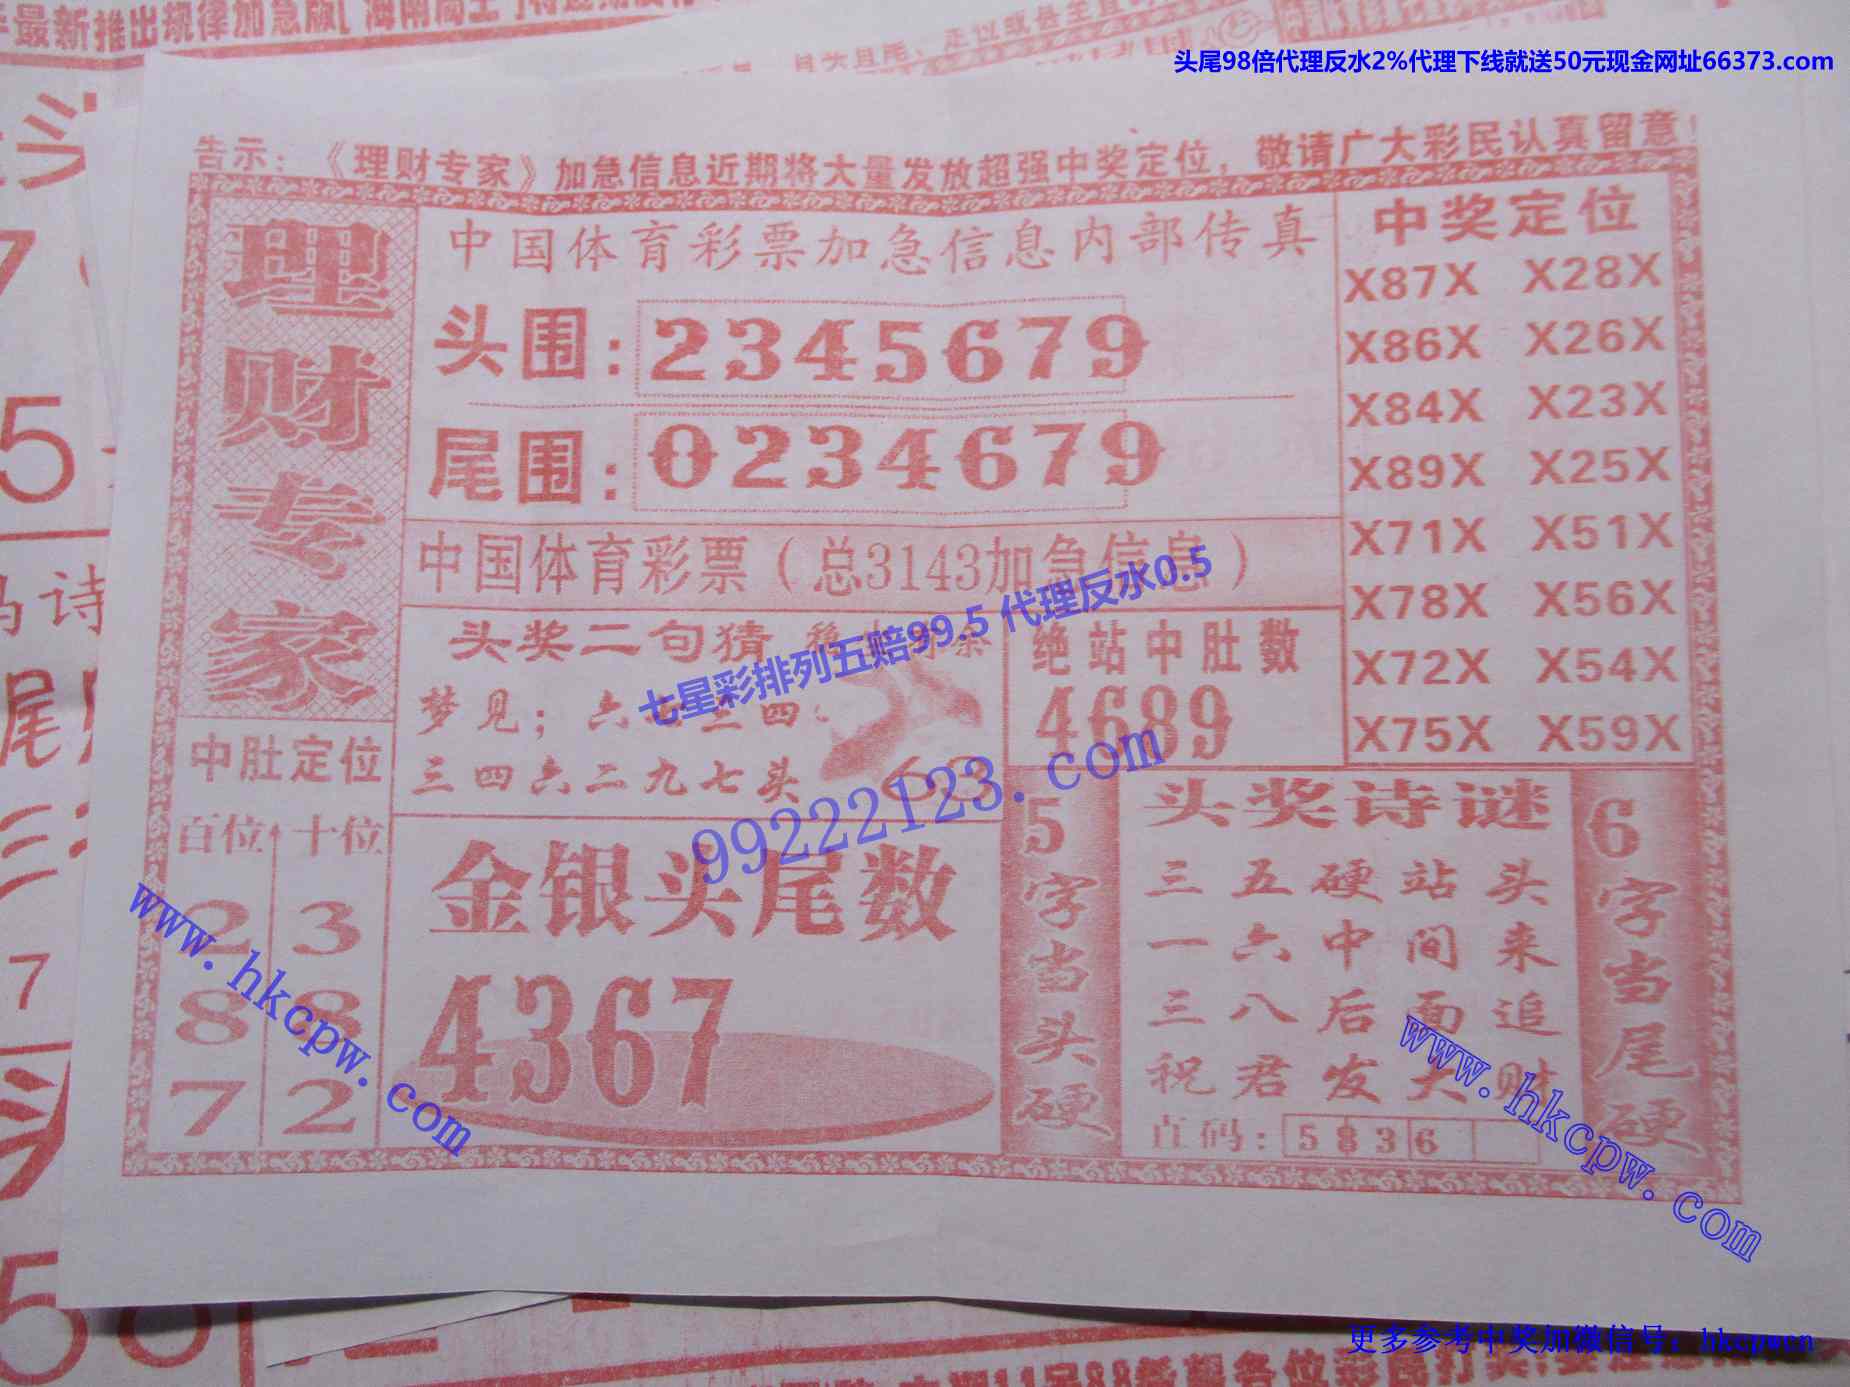 年最新推出规律加急版
头尾98倍代理反水2%代理下线就送50元现金网址66373.com
告示：《理财专家》加急信息近期将大量发放超强中奖定位，敬请广大彩民认真留意！
理财专家
中国体育彩票加急信息内部传真
头围：2345679
尾围：0234679
中奖定位
X87X X28X
X86X X26X
X84X X23X
X89X X25X
X71X X51X
X78X X56X
X72X X54X
X75X X59X
中国体育彩票（总3143加急信息）
七星彩排列五赔99.5 代理反水0.5
头奖二句猜
梦见；六
三四六二九七头
绝站中肚数
4689
99222123.com
中肚定位
百位 十位
2 3
8 8
7 2
www.hkcpw.com
金银头尾数
4367
5字当头硬
头奖诗谜
三五硬站头
一六中间来
三八后面追
祝君发大财
直码：5836
6字当尾硬
www.hkcpw.com
更多参考中奖加微信号：hkcpwcn